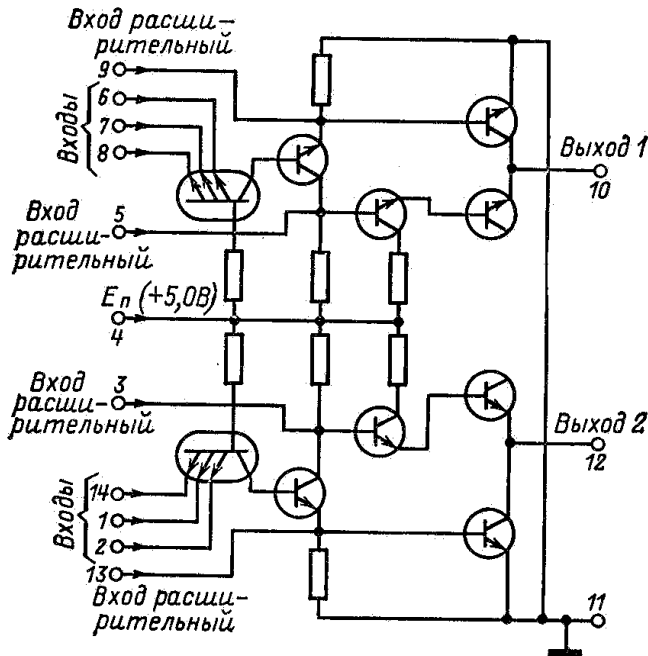 Вход расши-
рительный
9
6
7
8
Входы
Выход 1
10
Вход
5
расши-
рительный
Eп (+5,0В)
4
Вход
3
расши-
рительный
Выход 2
12
14
1
2
Входы
13
Вход расши-
рительный
11